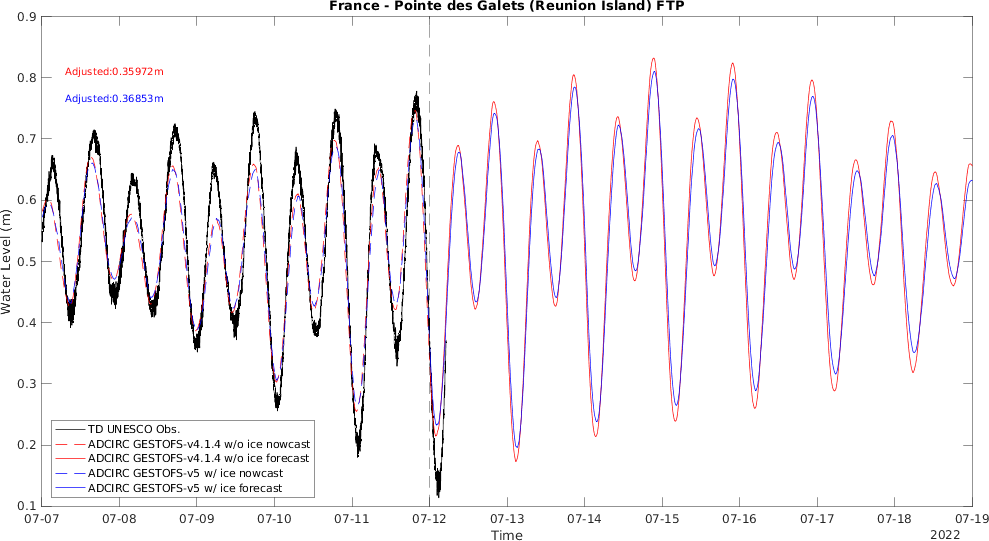 France - Pointe des Galets (Reunion Island) FTP
0.9
0.8
0.7
0.6
0.5
0.4
0.3
0.2
0.1
Water Level (m)
Adjusted:0.35972m
Adjusted:0.36853m
TD UNESCO Obs.
ADCIRC GESTOFS-v4.1.4 w/o ice nowcast
ADCIRC GESTOFS-v4.1.4 w/o ice forecast
ADCIRC GESTOFS-v5 w/ ice nowcast
ADCIRC GESTOFS-v5 w/ ice forecast
07-07 07-08 07-09 07-10 07-11 07-12 07-13 07-14 07-15 07-16 07-17 07-18 07-19
Time
2022